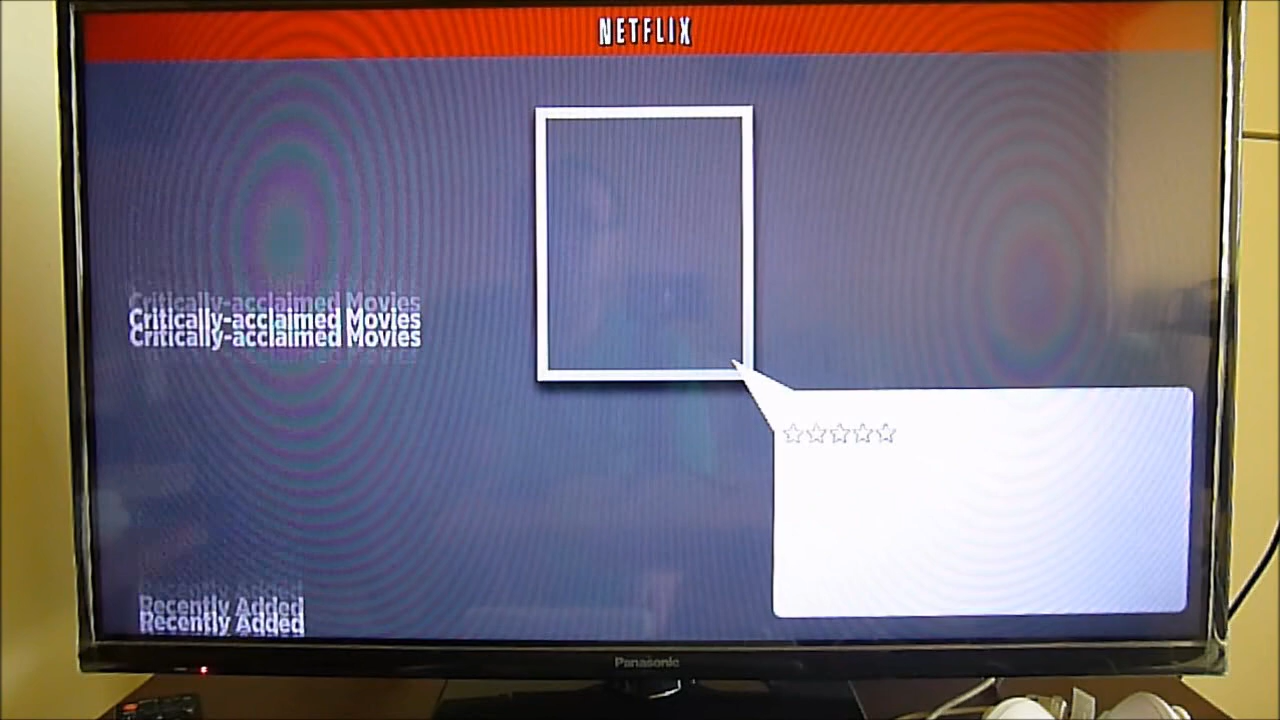 NETFLIX
Critically-acclaimed Movies
Critically-acclaimed Movies
Critically-acclaimed Movies
Recently Added
Recently Added
Recently Added
Panasonic